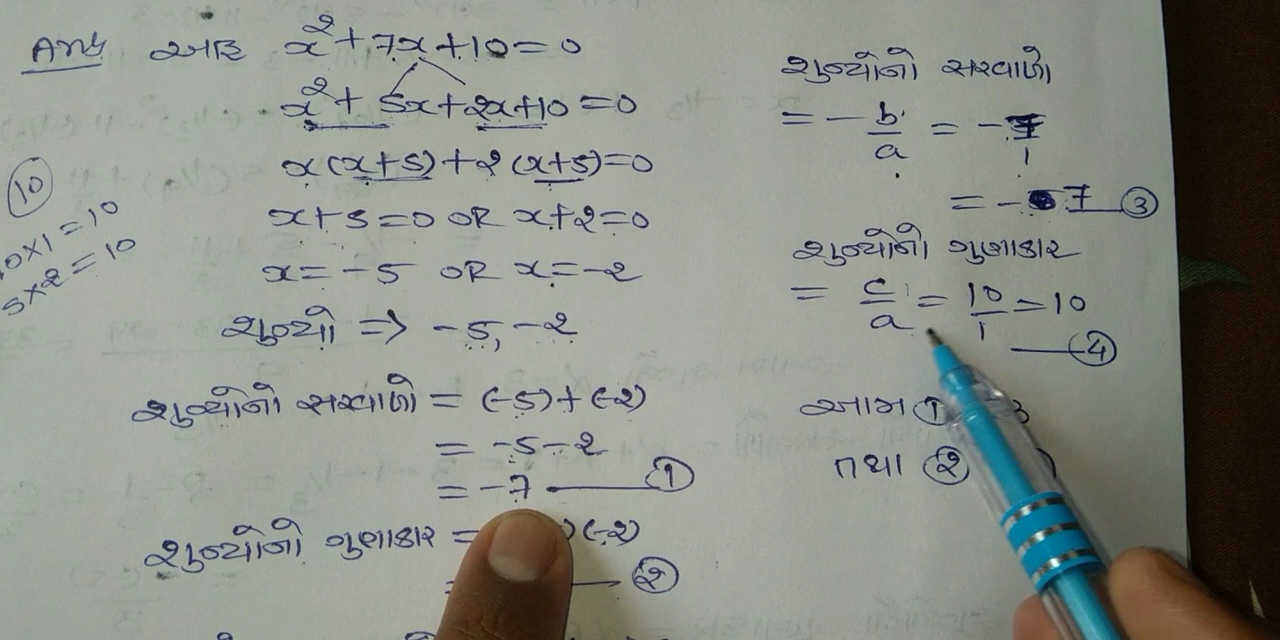 Ans અહીં x² + 7x + 10 = 0
x² + 5x + 2x + 10 = 0
x(x+5) + 2(x+5) = 0
x+5=0 OR x+2=0
x = -5 OR x = -2
શૂન્યો => -5, -2
શૂન્યોનો સરવાળો = (-5)+(-2)
= -5-2
= -7 ①
શૂન્યોનો ગુણાકાર = )(-2)
= ②
10
10×1=10
5×2=10
શૂન્યોનો સરવાળો
= - b/a = - 7/1
= - 7 ③
શૂન્યોનો ગુણાકાર
= c/a = 10/1 = 10
④
આમ ① 3
તથા ②